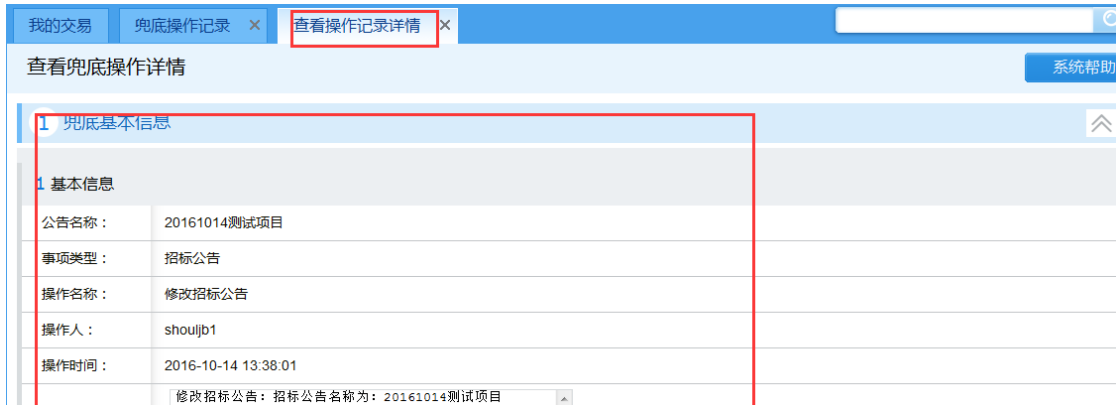 我的交易 兜底操作记录 × 查看操作记录详情 ×
查看兜底操作详情 系统帮助
1 兜底基本信息
1 基本信息
公告名称： 20161014测试项目
事项类型： 招标公告
操作名称： 修改招标公告
操作人： shouljb1
操作时间： 2016-10-14 13:38:01
修改招标公告：招标公告名称为：20161014测试项目